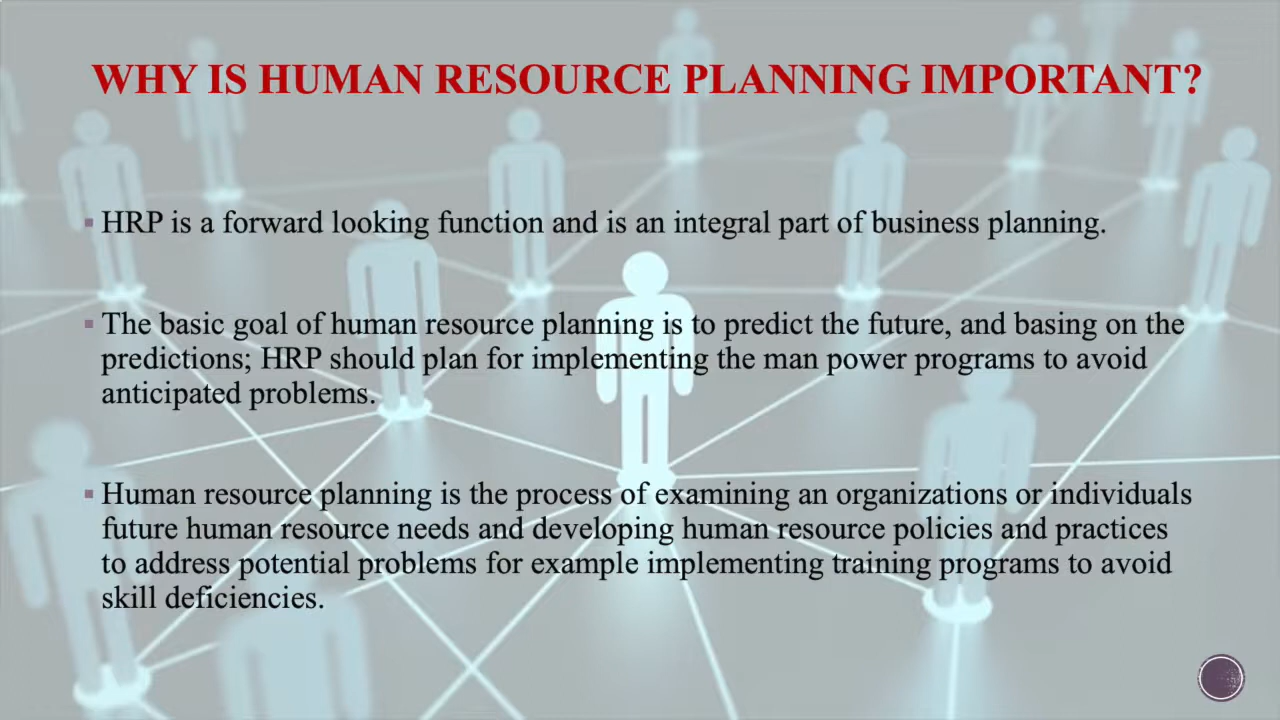 WHY IS HUMAN RESOURCE PLANNING IMPORTANT?
▪ HRP is a forward looking function and is an integral part of business planning.
▪ The basic goal of human resource planning is to predict the future, and basing on the
predictions; HRP should plan for implementing the man power programs to avoid
anticipated problems.
▪ Human resource planning is the process of examining an organizations or individuals
future human resource needs and developing human resource policies and practices
to address potential problems for example implementing training programs to avoid
skill deficiencies.